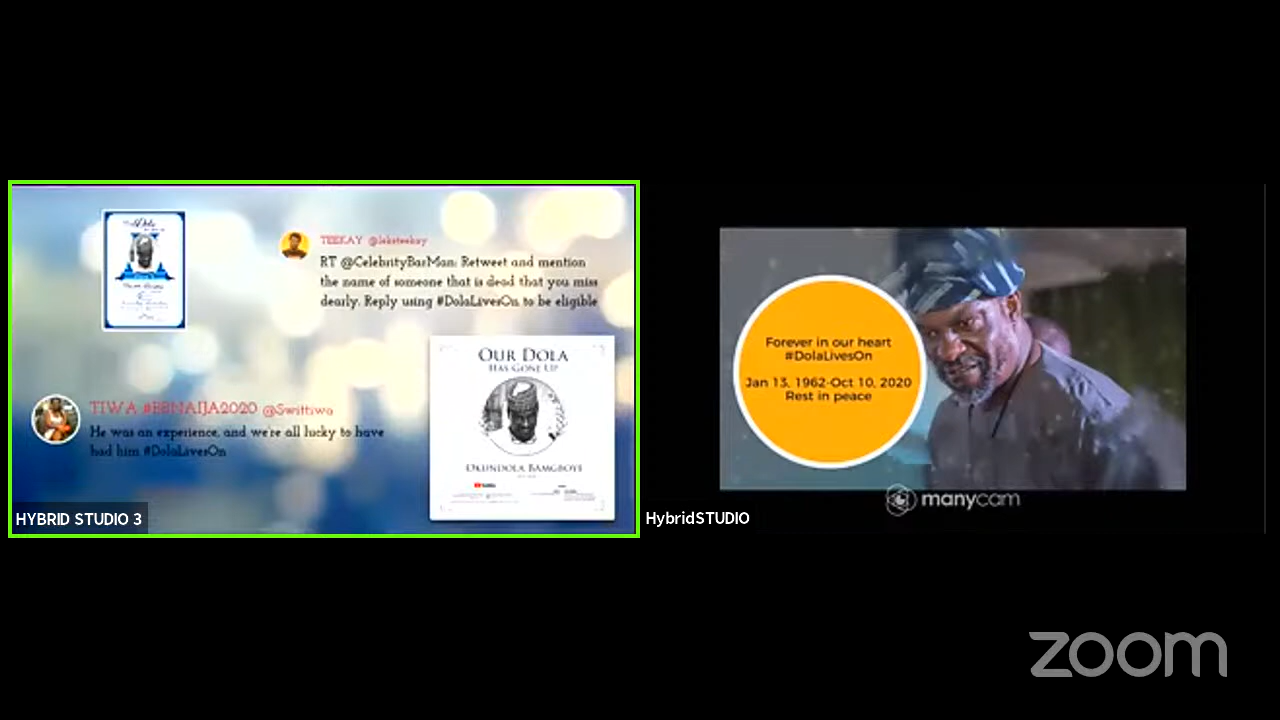 TEEKAY @leksteekay
RT @CelebrityBarMan: Retweet and mention
the name of someone that is dead that you miss
dearly. Reply using #DolaLivesOn to be eligible
OUR DOLA
HAS GONE UP
OKUNDOLA BAMGBOYE
YouTube
TIWA #BBNAIJA2020 @Swittiwa
He was an experience, and we're all lucky to have
had him #DolaLivesOn
HYBRID STUDIO 3
Forever in our heart
#DolaLivesOn
Jan 13, 1962-Oct 10, 2020
Rest in peace
manycam
HybridSTUDIO
zoom